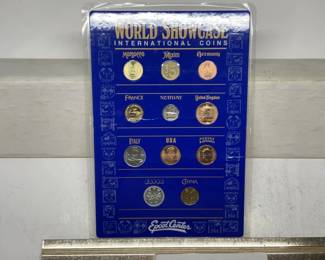 WORLD SHOWCASE
INTERNATIONAL COINS
MOROCCO Mexico Germany
FRANCE NORWAY United Kingdom
ITALY USA CANADA
JAPAN CHINA
Epcot Center